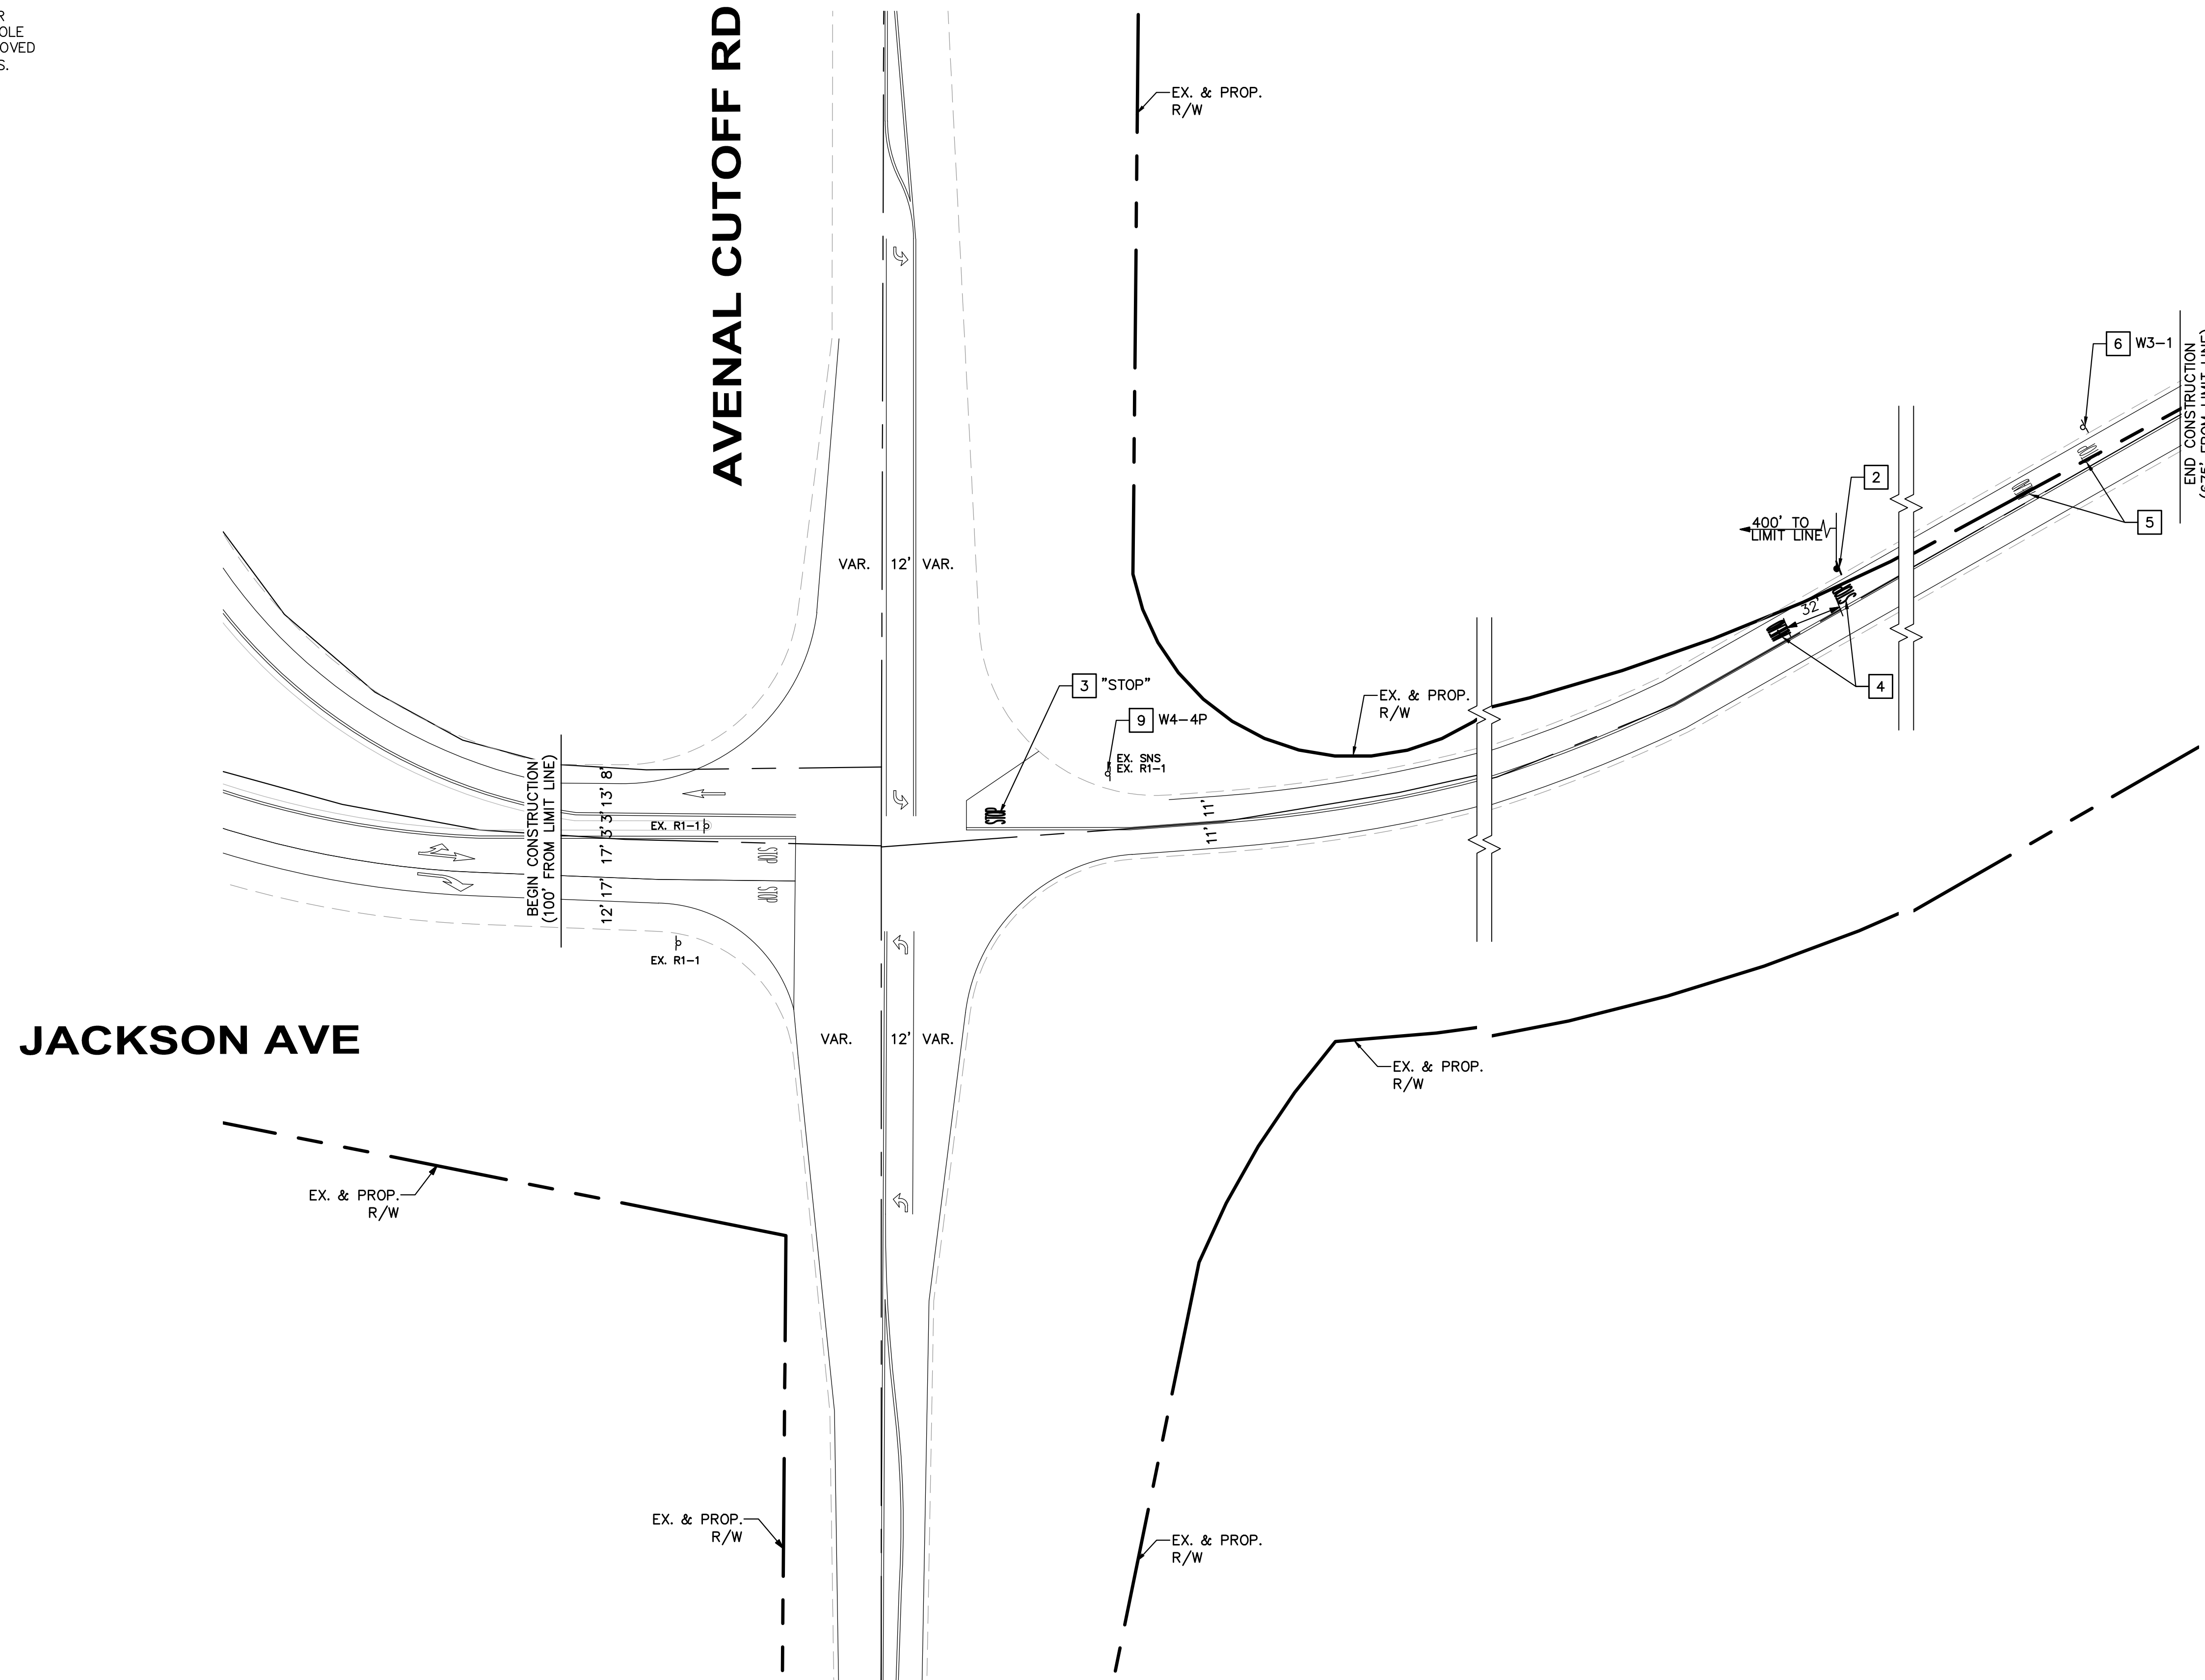 OVED
S.
AVENAL CUTOFF RD
EX. & PROP.
R/W
6 W3-1
END CONSTRUCTION
2
400' TO
LIMIT LINE
5
32'
4
VAR. 12' VAR.
3 "STOP"
9 W4-4P
EX. SNS
EX. R1-1
EX. & PROP.
R/W
BEGIN CONSTRUCTION
(100' FROM LIMIT LINE)
12' 17' 17' 3' 3' 13' 8'
11' 11'
STOP
EX. R1-1
STOP
STOP
EX. R1-1
JACKSON AVE
VAR. 12' VAR.
EX. & PROP.
R/W
EX. & PROP.
R/W
EX. & PROP.
R/W
EX. & PROP.
R/W